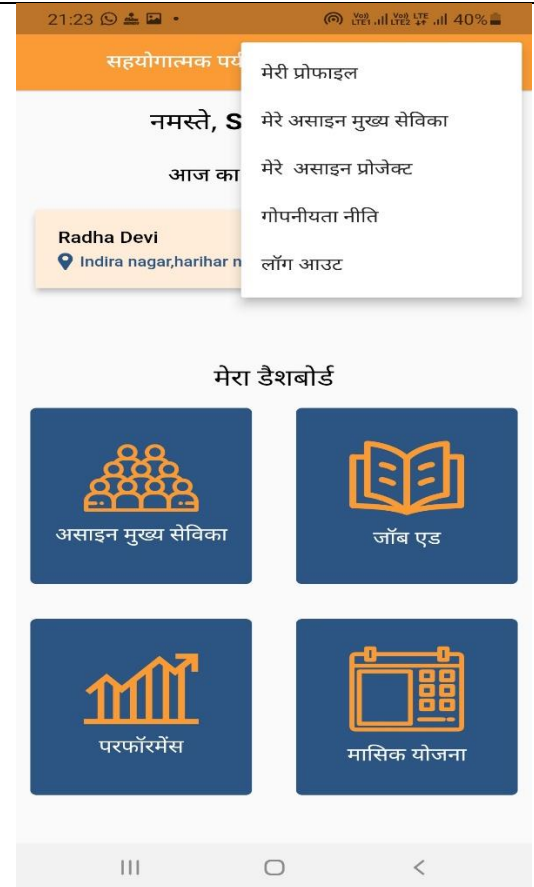 21:23 40%
सहयोगात्मक
मेरी प्रोफाइल
नमस्ते, S
मेरे असाइन मुख्य सेविका
आज का
मेरे असाइन प्रोजेक्ट
गोपनीयता नीति
Radha Devi
Indira nagar,harihar n
लॉग आउट
मेरा डैशबोर्ड
असाइन मुख्य सेविका
जॉब एड
परफॉरमेंस
मासिक योजना